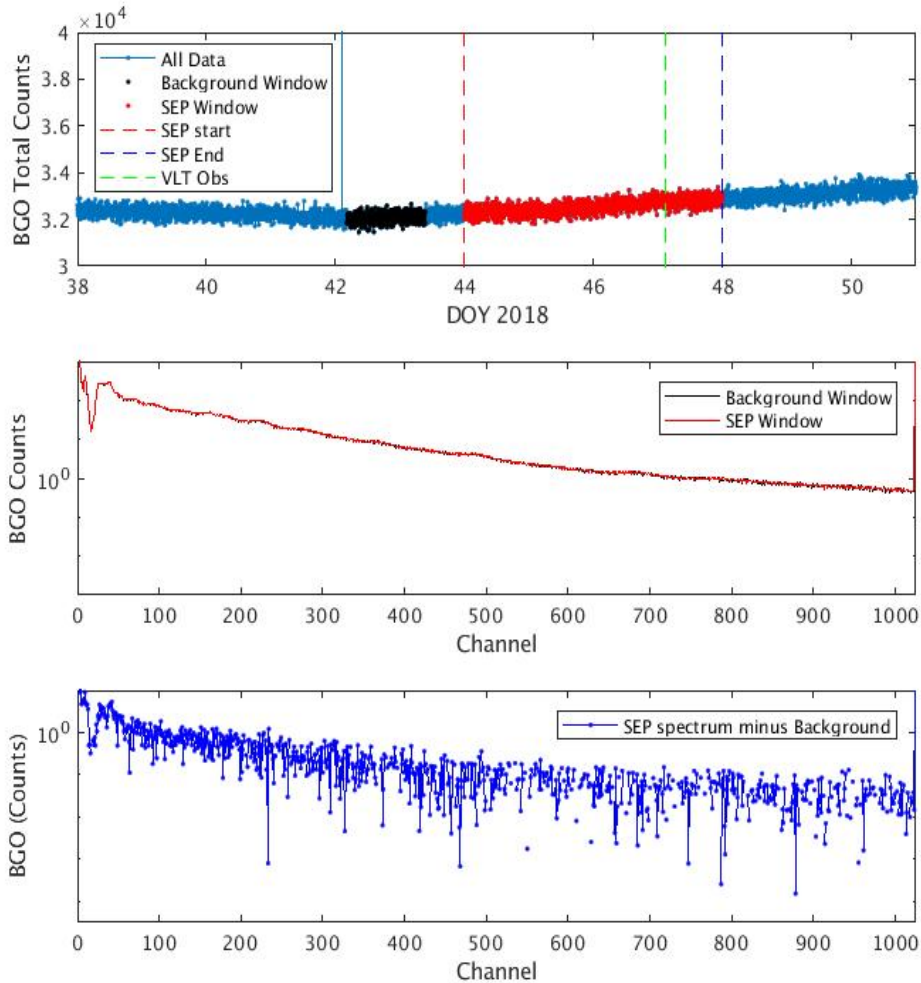 ×10⁴
4
3.8
3.6
3.4
3.2
3
BGO Total Counts
All Data
Background Window
SEP Window
SEP start
SEP End
VLT Obs
38 40 42 44 46 48 50
DOY 2018
BGO Counts
10⁰
Background Window
SEP Window
0 100 200 300 400 500 600 700 800 900 1000
Channel
BGO (Counts)
10⁰
SEP spectrum minus Background
0 100 200 300 400 500 600 700 800 900 1000
Channel